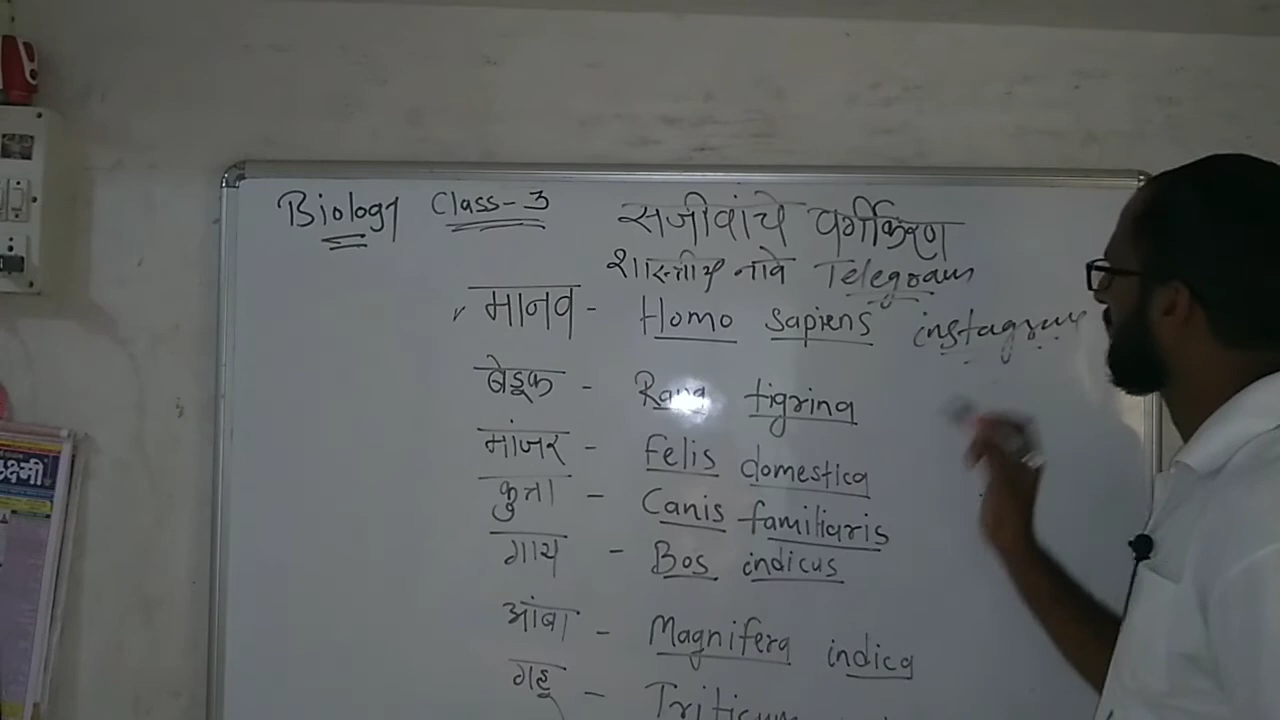 Biology Class-3 सजीवांचे वर्गीकरण
शास्त्रीय नावे Telegram
मानव - Homo sapiens instagram
बेडूक - Rana tigrina
मांजर - Felis domestica
कुत्रा - Canis familiaris
गाय - Bos indicus
आंबा - Magnifera indica
गहू - Triticum
क्ष्मी